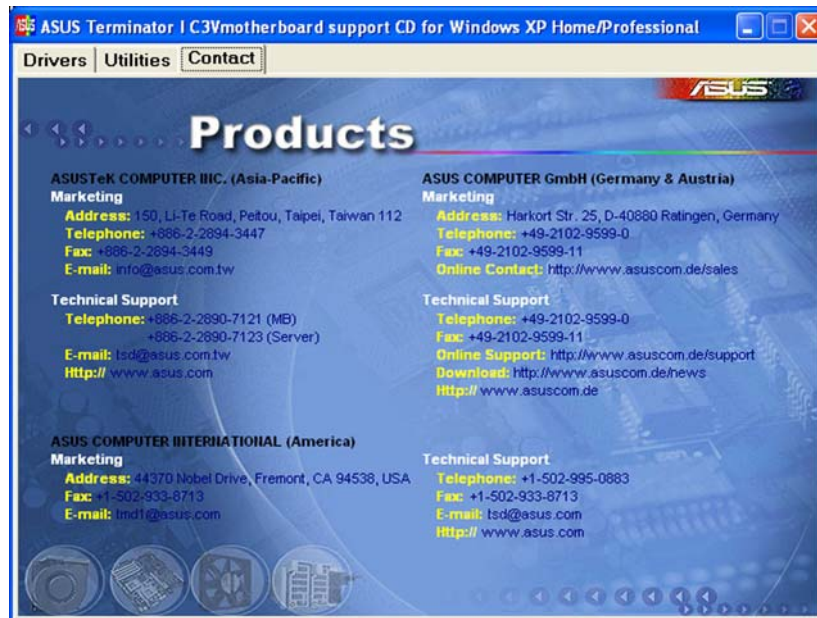 ASUS Terminator I C3Vmotherboard support CD for Windows XP Home/Professional
Drivers Utilities Contact
ASUS
Products
ASUSTeK COMPUTER INC. (Asia-Pacific)
Marketing
Address: 150, Li-Te Road, Peitou, Taipei, Taiwan 112
Telephone: +886-2-2894-3447
Fax: +886-2-2894-3449
E-mail: info@asus.com.tw
Technical Support
Telephone: +886-2-2890-7121 (MB)
+886-2-2890-7123 (Server)
E-mail: tsd@asus.com.tw
Http:// www.asus.com
ASUS COMPUTER GmbH (Germany & Austria)
Marketing
Address: Harkort Str. 25, D-40880 Ratingen, Germany
Telephone: +49-2102-9599-0
Fax: +49-2102-9599-11
Online Contact: http://www.asuscom.de/sales
Technical Support
Telephone: +49-2102-9599-0
Fax: +49-2102-9599-11
Online Support: http://www.asuscom.de/support
Download: http://www.asuscom.de/news
Http:// www.asuscom.de
ASUS COMPUTER INTERNATIONAL (America)
Marketing
Address: 44370 Nobel Drive, Fremont, CA 94538, USA
Fax: +1-502-933-8713
E-mail: tmd1@asus.com
Technical Support
Telephone: +1-502-995-0883
Fax: +1-502-933-8713
E-mail: tsd@asus.com
Http:// www.asus.com